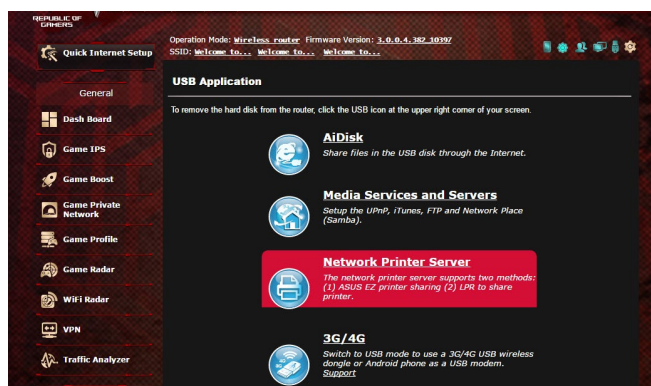 REPUBLIC OF
GAMERS
Quick Internet Setup
Operation Mode: Wireless router Firmware Version: 3.0.0.4.382_10397
SSID: Welcome to... Welcome to... Welcome to...
General
Dash Board
Game IPS
Game Boost
Game Private
Network
Game Profile
Game Radar
WiFi Radar
VPN
Traffic Analyzer
USB Application
To remove the hard disk from the router, click the USB icon at the upper right corner of your screen.
AiDisk
Share files in the USB disk through the Internet.
Media Services and Servers
Setup the UPnP, iTunes, FTP and Network Place
(Samba).
Network Printer Server
The network printer server supports two methods:
(1) ASUS EZ printer sharing (2) LPR to share
printer.
3G/4G
Switch to USB mode to use a 3G/4G USB wireless
dongle or Android phone as a USB modem.
Support